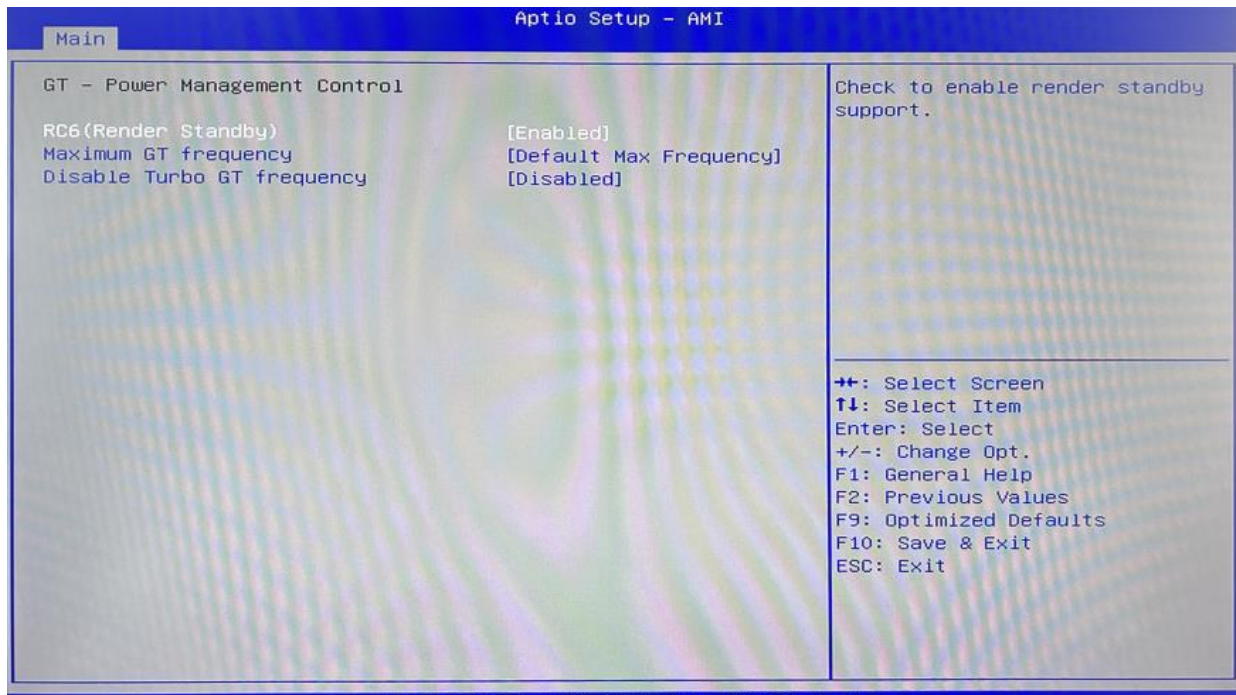 Aptio Setup - AMI
Main
GT - Power Management Control
RC6(Render Standby) [Enabled]
Maximum GT frequency [Default Max Frequency]
Disable Turbo GT frequency [Disabled]
Check to enable render standby
support.
→←: Select Screen
↑↓: Select Item
Enter: Select
+/-: Change Opt.
F1: General Help
F2: Previous Values
F9: Optimized Defaults
F10: Save & Exit
ESC: Exit